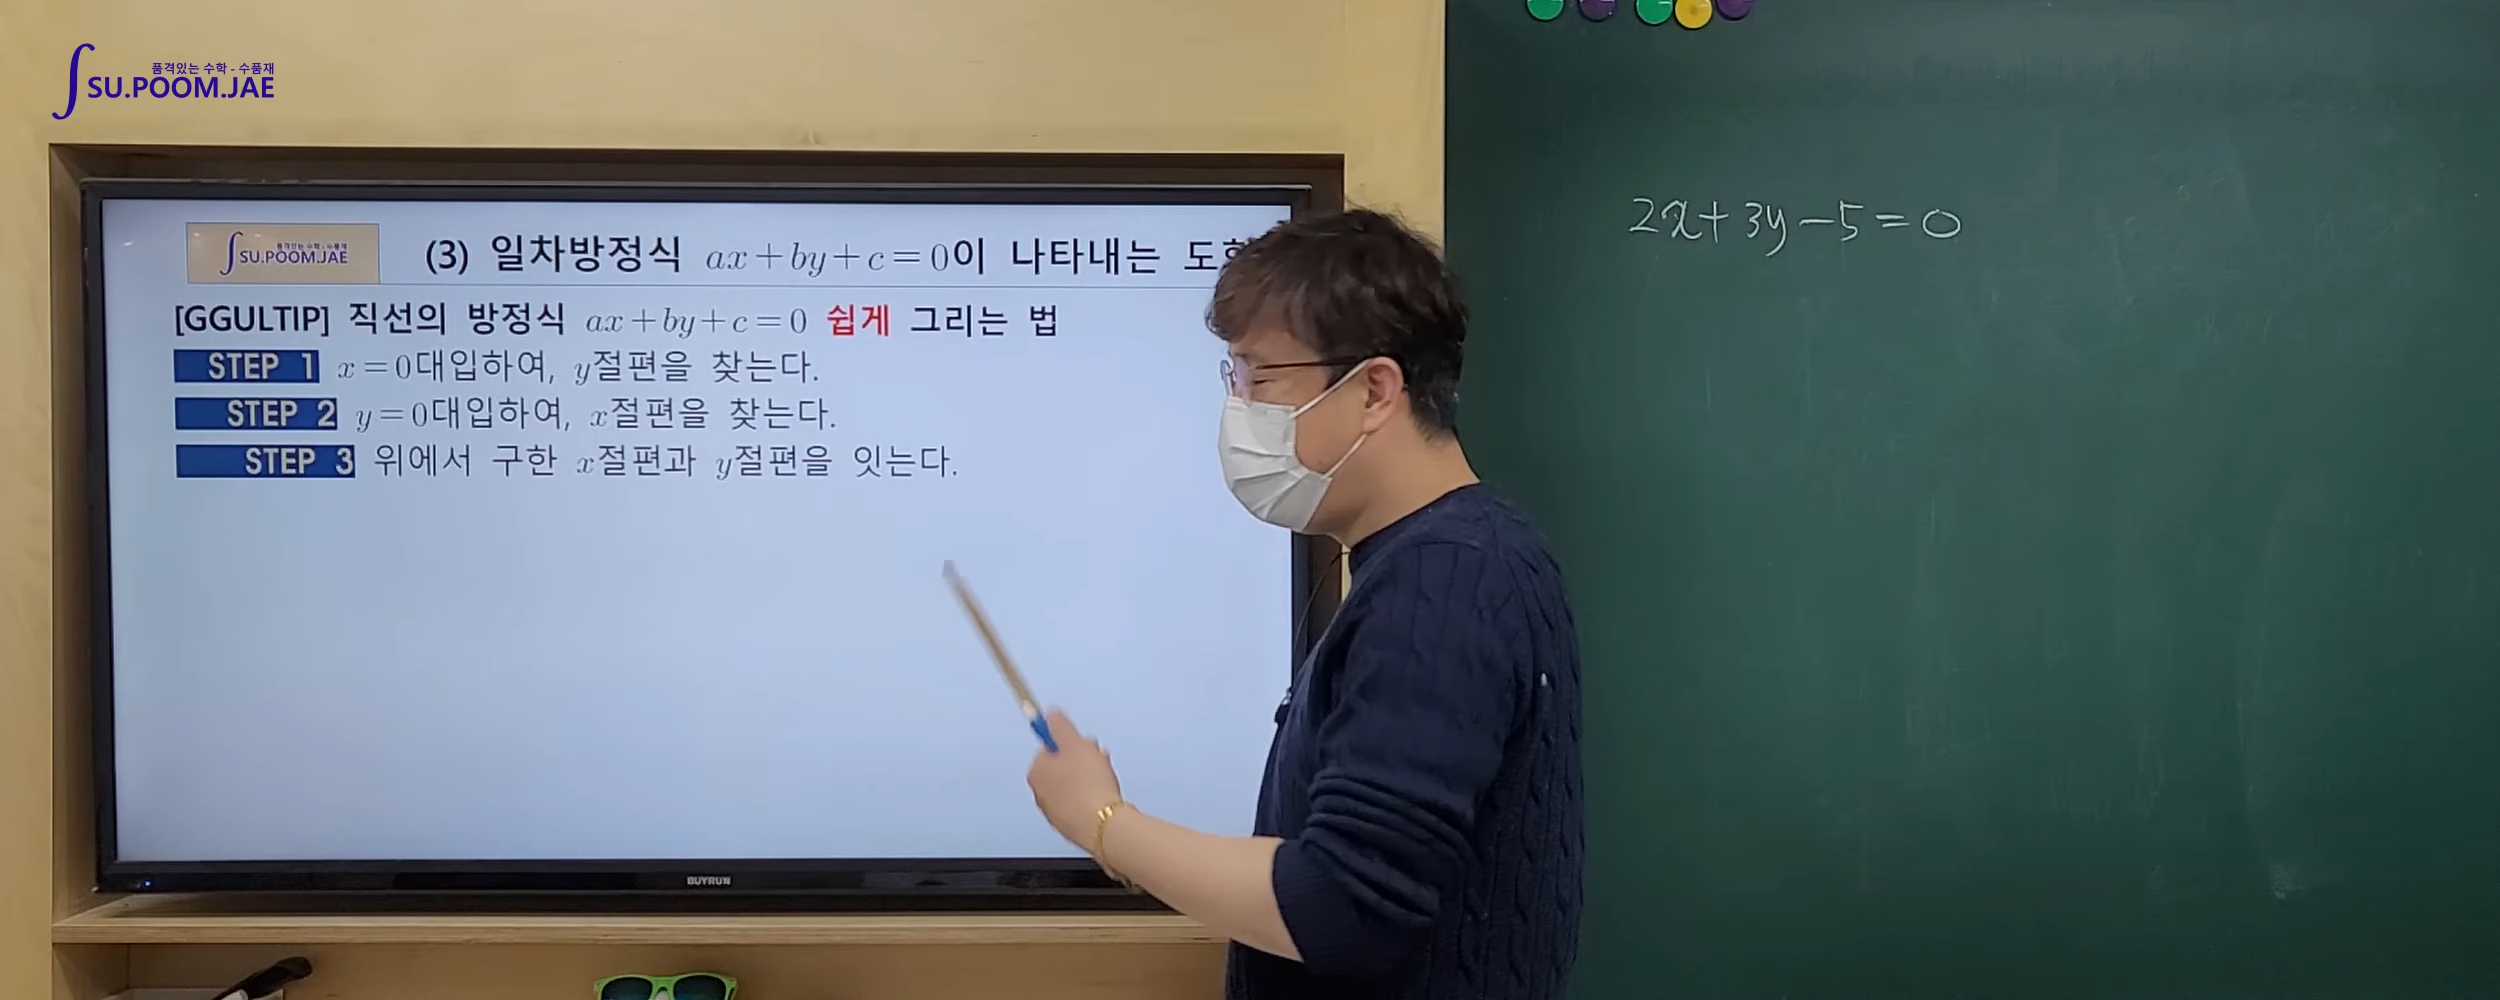 품격있는 수학 - 수품재
SU.POOM.JAE
품격있는 수학 - 수품재
SU.POOM.JAE
(3) 일차방정식 ax+by+c=0이 나타내는
[GGULTIP] 직선의 방정식 ax+by+c=0 쉽게 그리는 법
STEP 1 x=0대입하여, y절편을 찾는다.
STEP 2 y=0대입하여, x절편을 찾는다.
STEP 3 위에서 구한 x절편과 y절편을 잇는다.
BUYRUN
2x+3y-5=0